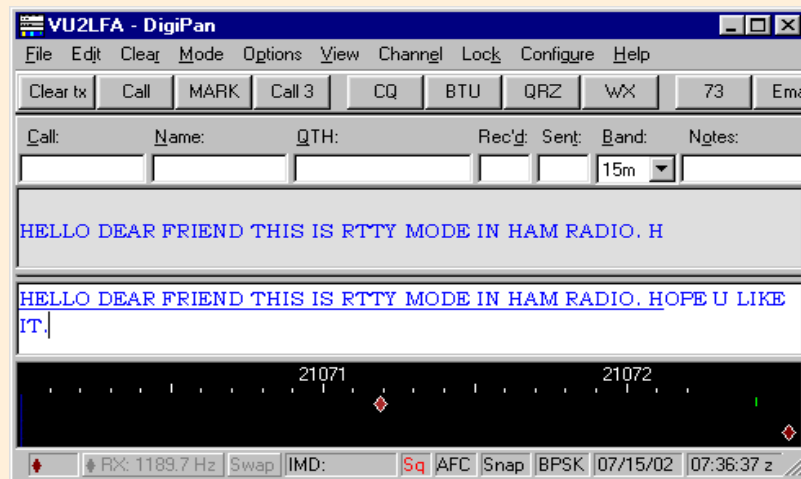 VU2LFA - DigiPan
File Edit Clear Mode Options View Channel Lock Configure Help
Clear tx Call MARK Call 3 CQ BTU QRZ WX 73
Call: Name: QTH: Rec'd: Sent: Band: Notes:
15m
HELLO DEAR FRIEND THIS IS RTTY MODE IN HAM RADIO. H
HELLO DEAR FRIEND THIS IS RTTY MODE IN HAM RADIO. HOPE U LIKE
IT.
21071 21072
RX: 1189.7 Hz Swap IMD: Sq AFC Snap BPSK 07/15/02 07:36:37 z